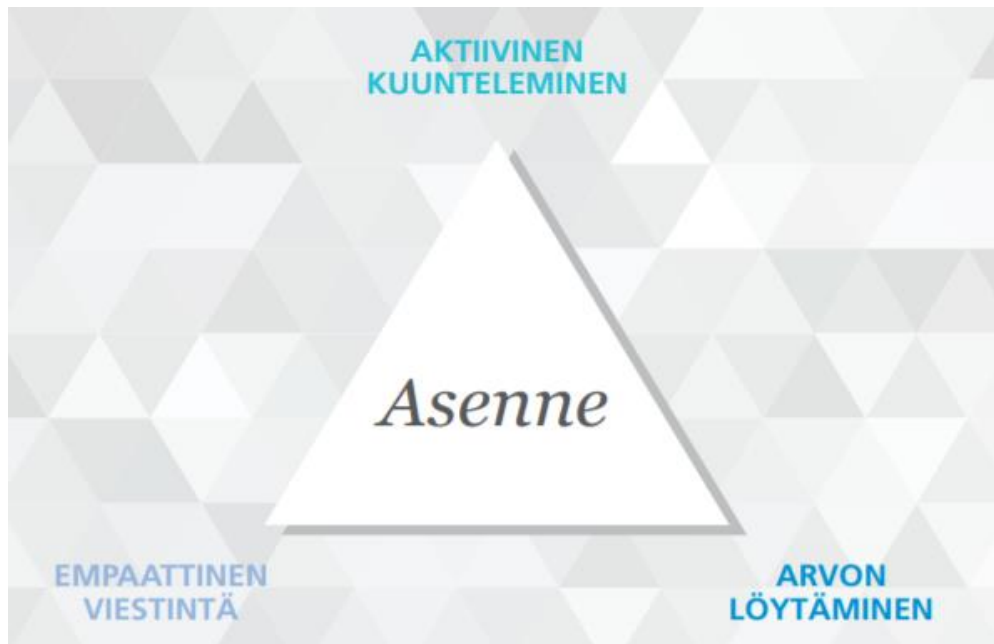 AKTIIVINEN
KUUNTELEMINEN
Asenne
EMPAATTINEN
VIESTINTÄ
ARVON
LÖYTÄMINEN